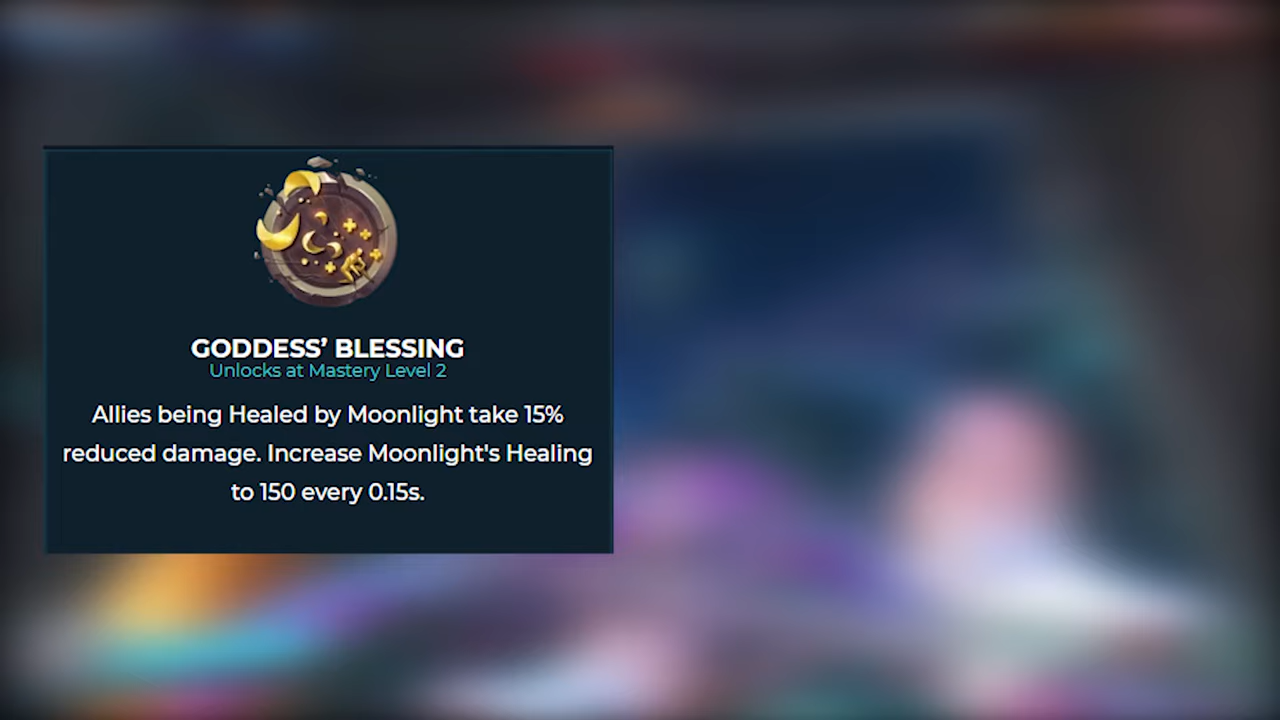 GODDESS’ BLESSING
Unlocks at Mastery Level 2
Allies being Healed by Moonlight take 15%
reduced damage. Increase Moonlight's Healing
to 150 every 0.15s.